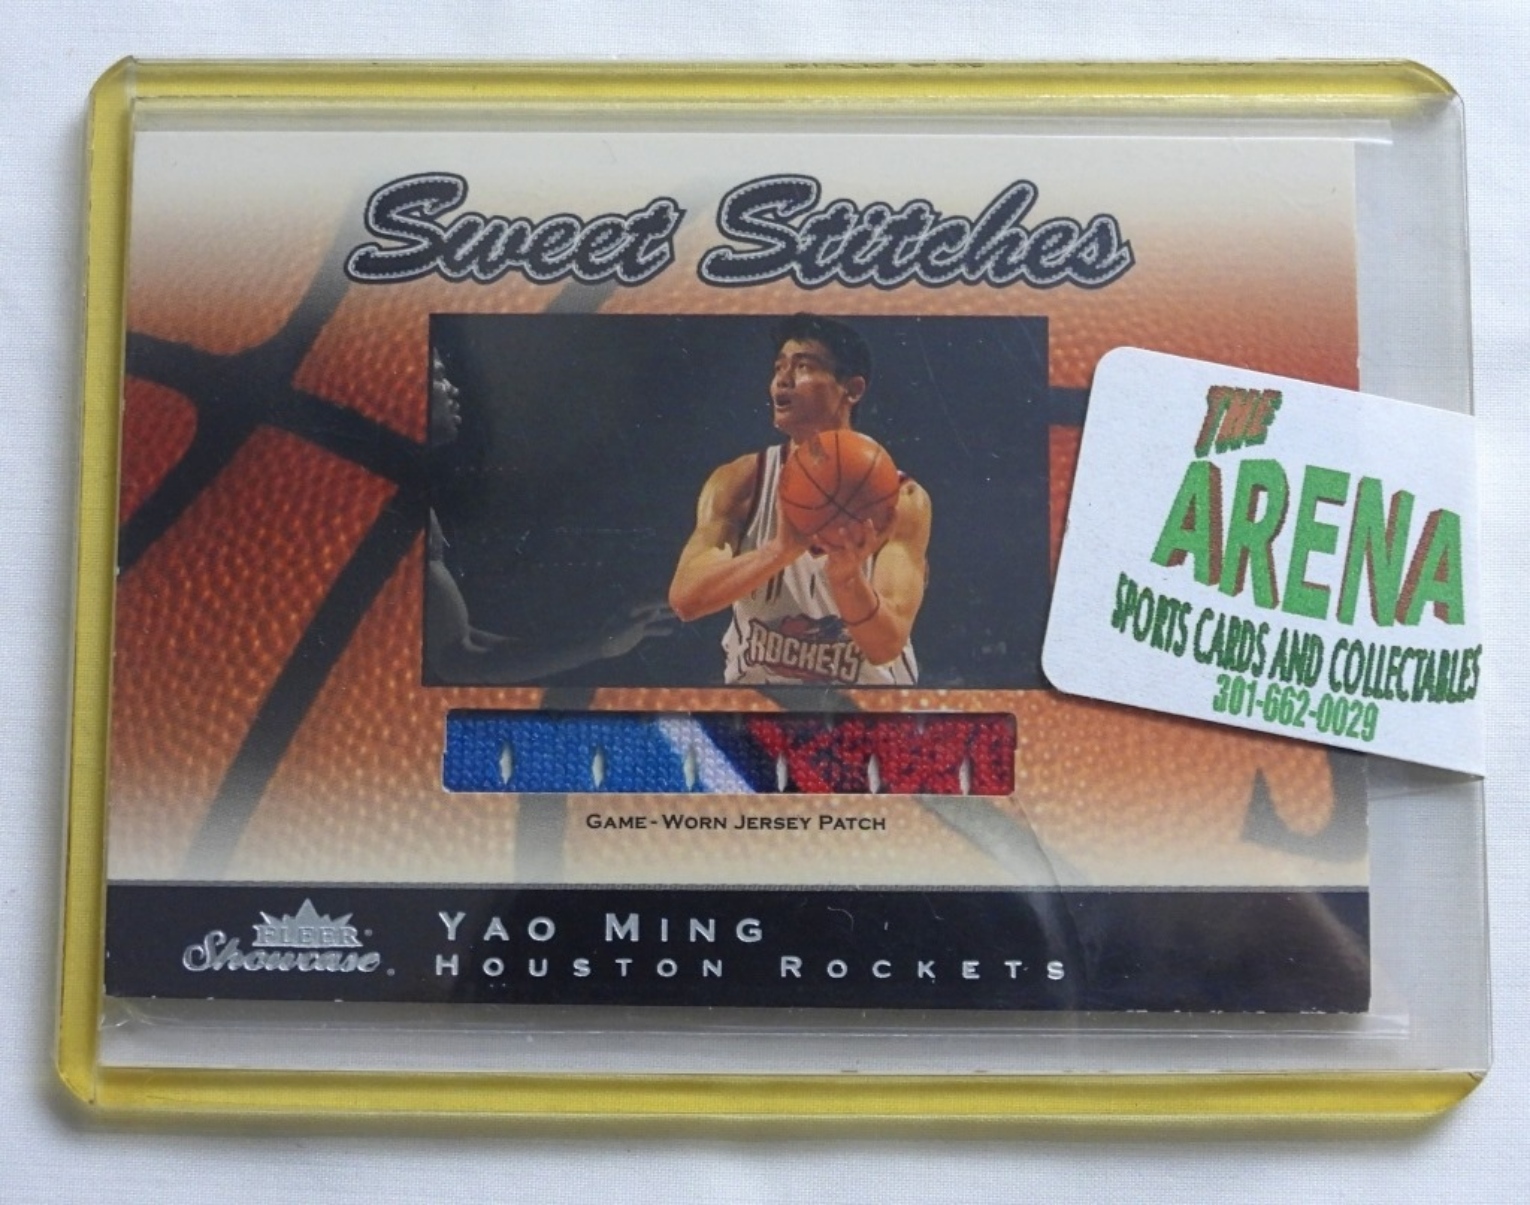 Sweet Stitches
ROCKETS
THE
ARENA
SPORTS CARDS AND COLLECTABLES
301-662-0029
GAME-WORN JERSEY PATCH
FLEER
Showcase.
YAO MING
HOUSTON ROCKETS